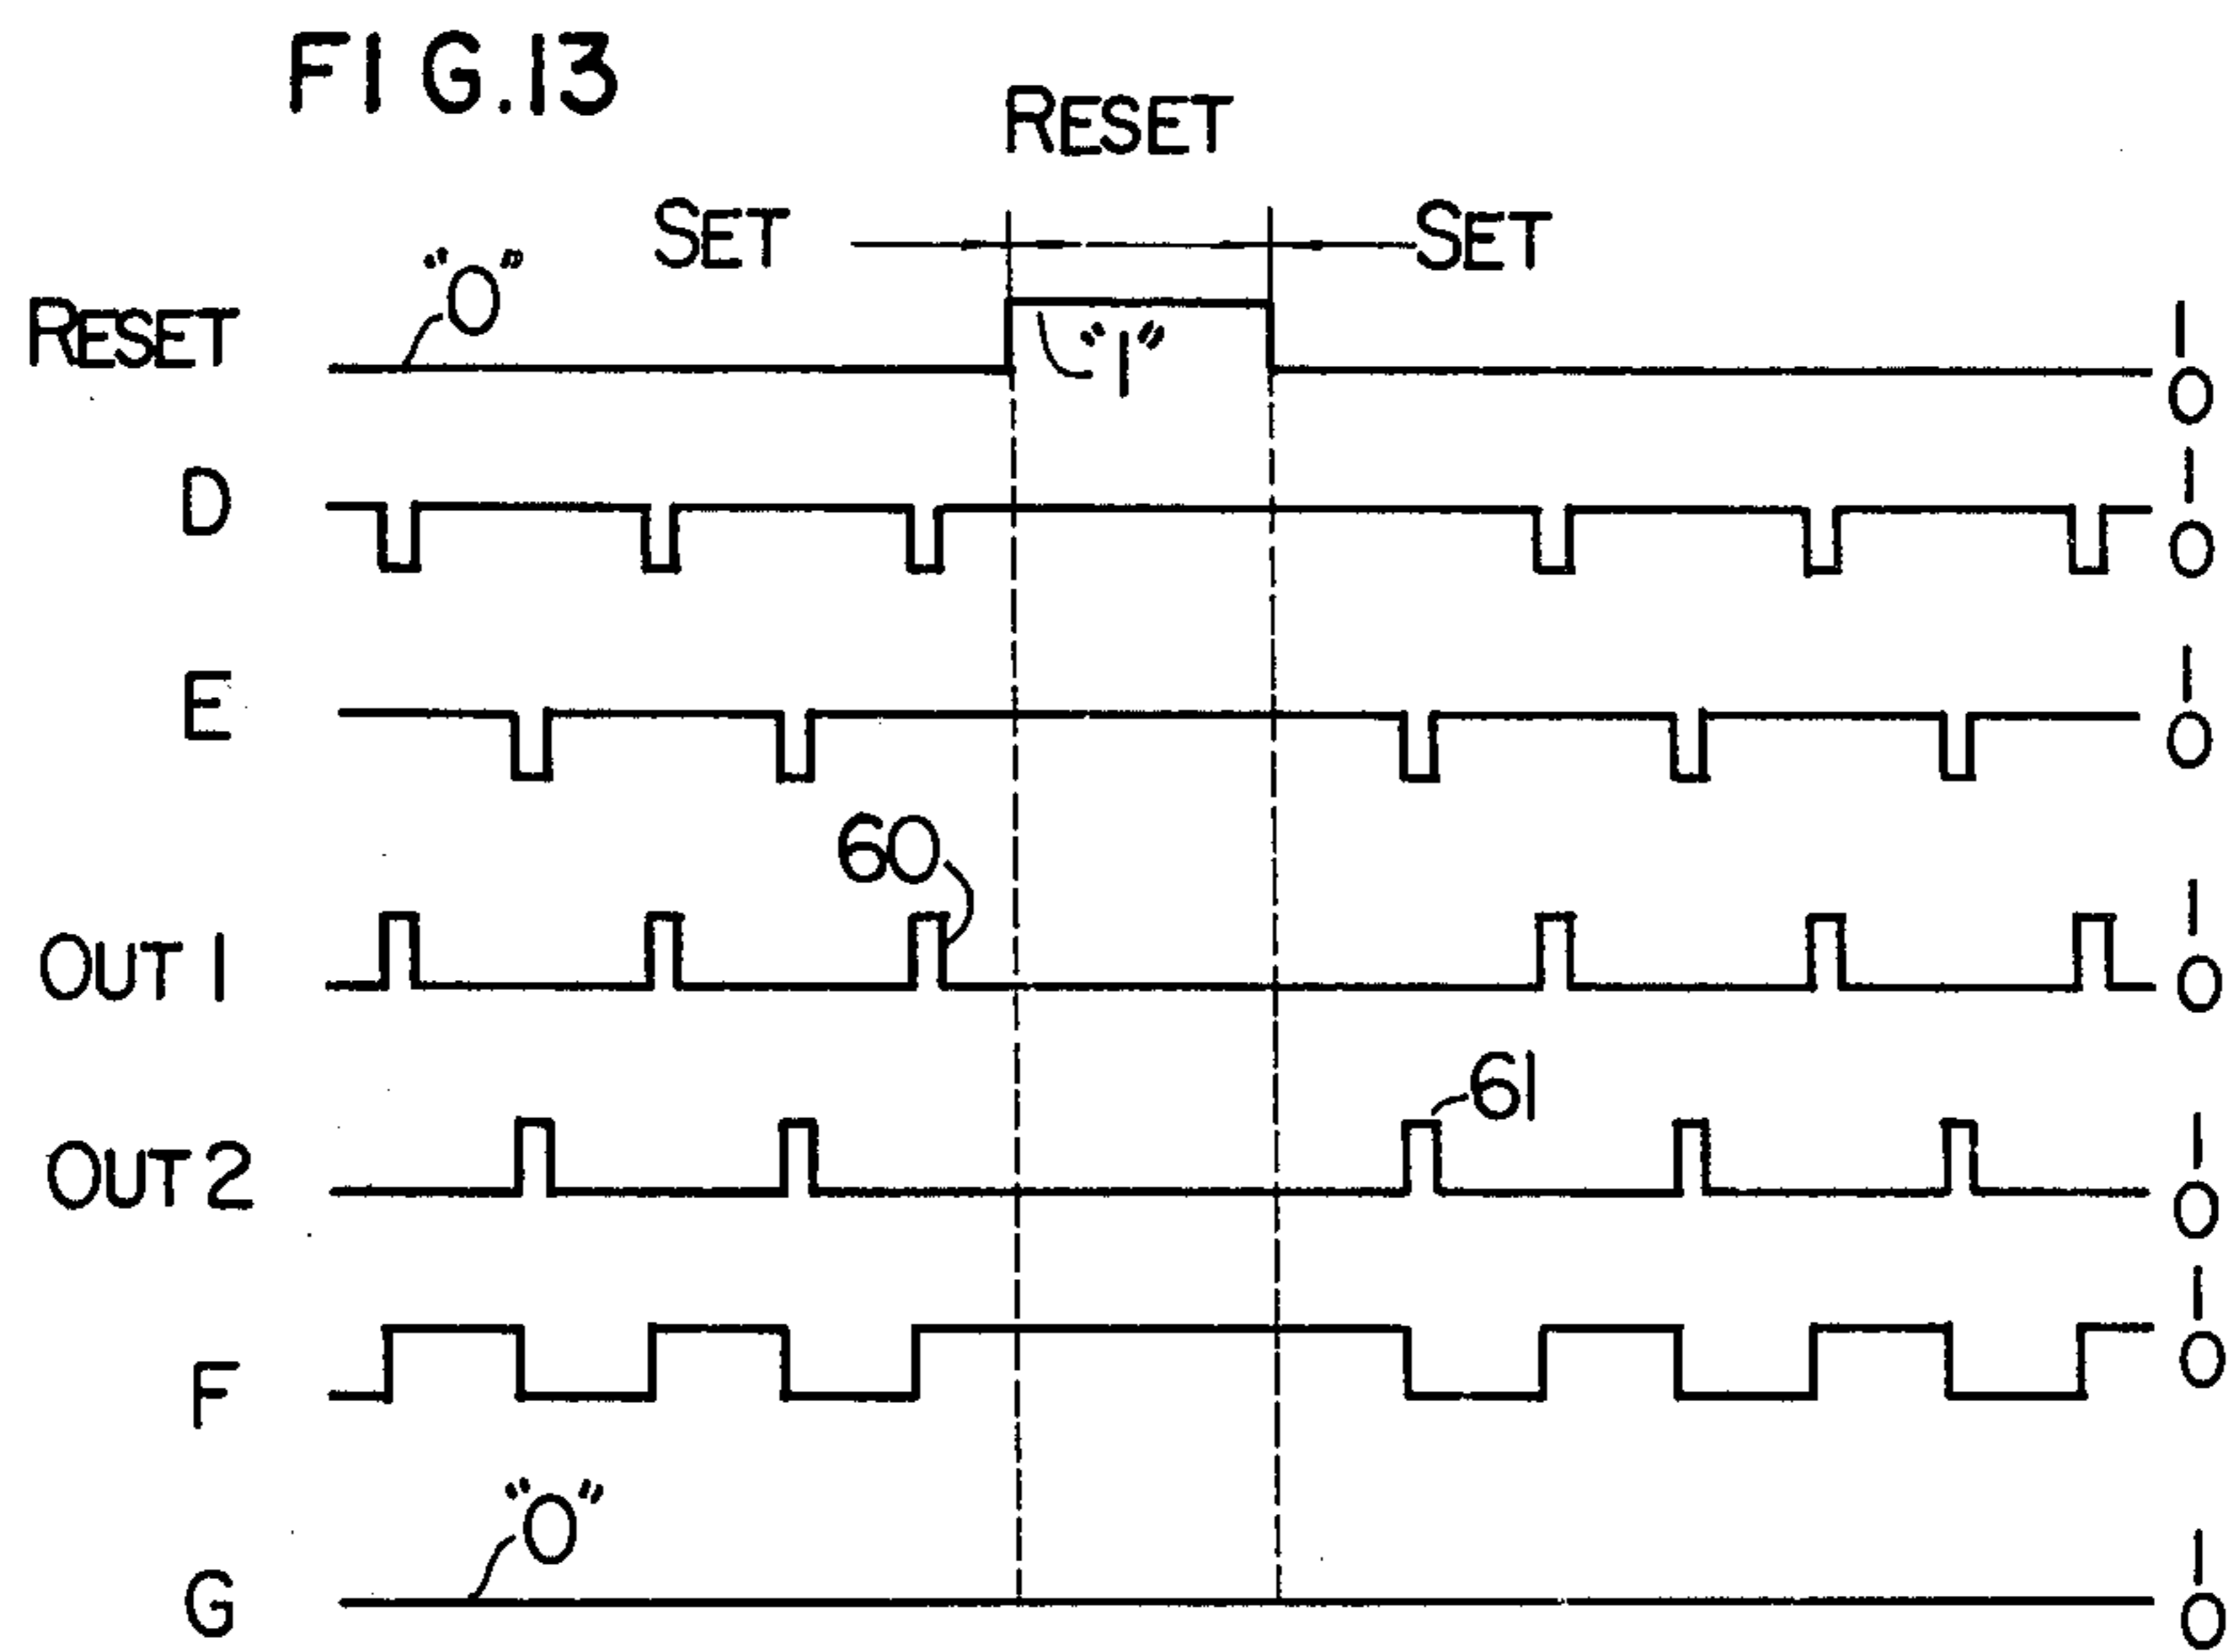 FIG.13
RESET
SET SET
RESET "0" "1" 1 0
D 1 0
E 1 0
60
OUT 1 1 0
61
OUT 2 1 0
F 1 0
"0"
G 1 0